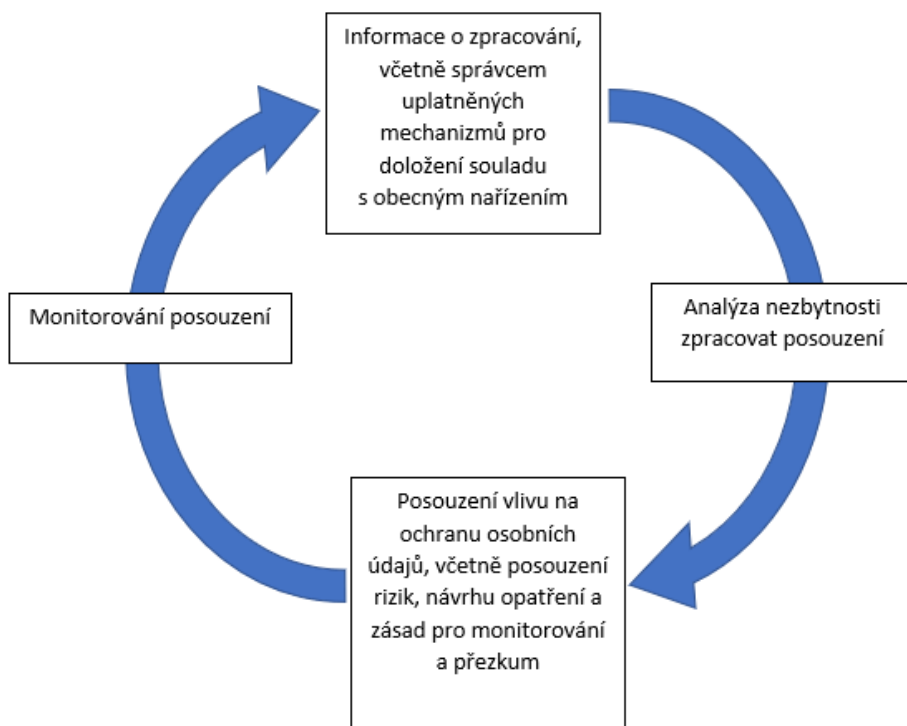 Informace o zpracování,
včetně správcem
uplatněných
mechanizmů pro
doložení souladu
s obecným nařízením
Analýza nezbytnosti
zpracovat posouzení
Posouzení vlivu na
ochranu osobních
údajů, včetně posouzení
rizik, návrhu opatření a
zásad pro monitorování
a přezkum
Monitorování posouzení